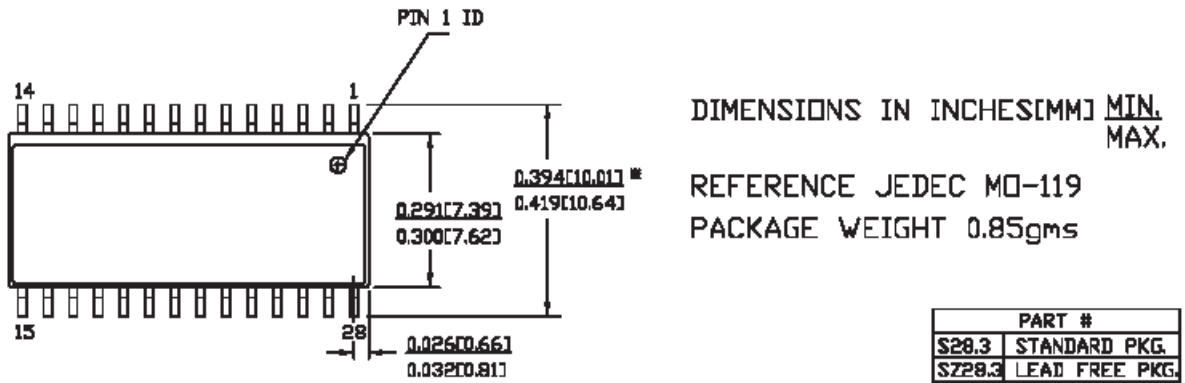 PIN 1 ID
14
1
DIMENSIONS IN INCHES[MM] MIN.
MAX.
0.394[10.01] *
0.419[10.64]
REFERENCE JEDEC MO-119
0.291[7.39]
0.300[7.62]
PACKAGE WEIGHT 0.85gms
15
28
0.026[0.66]
0.032[0.81]
PART #
S28.3 STANDARD PKG.
SZ28.3 LEAD FREE PKG.